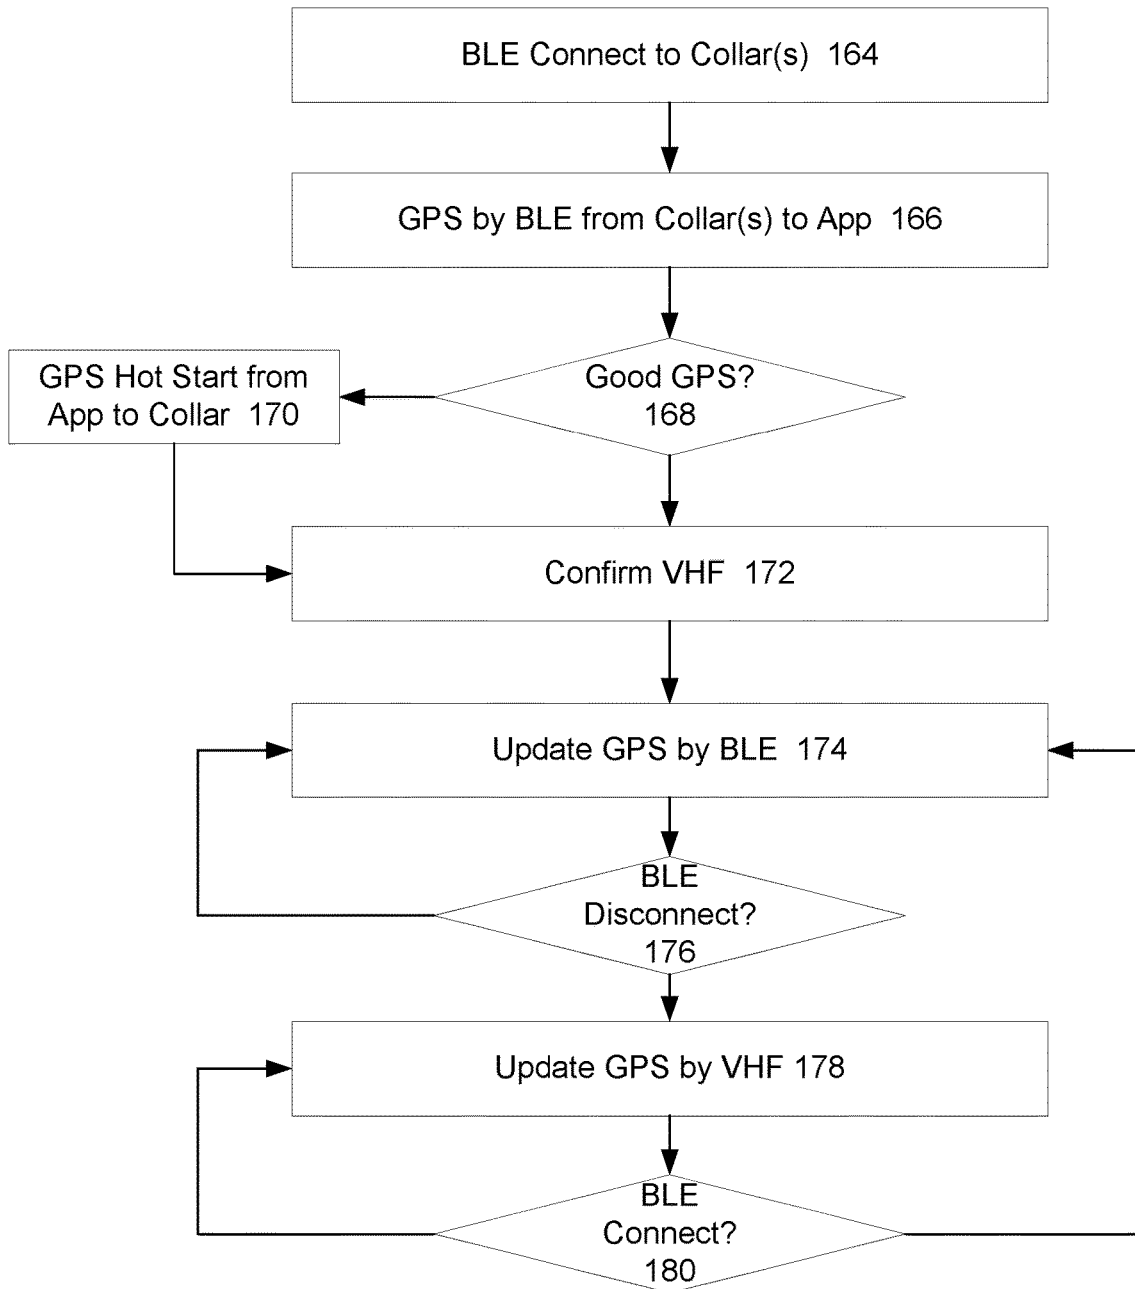 BLE Connect to Collar(s) 164
GPS by BLE from Collar(s) to App 166
Good GPS?
168
GPS Hot Start from
App to Collar 170
Confirm VHF 172
Update GPS by BLE 174
BLE
Disconnect?
176
Update GPS by VHF 178
BLE
Connect?
180